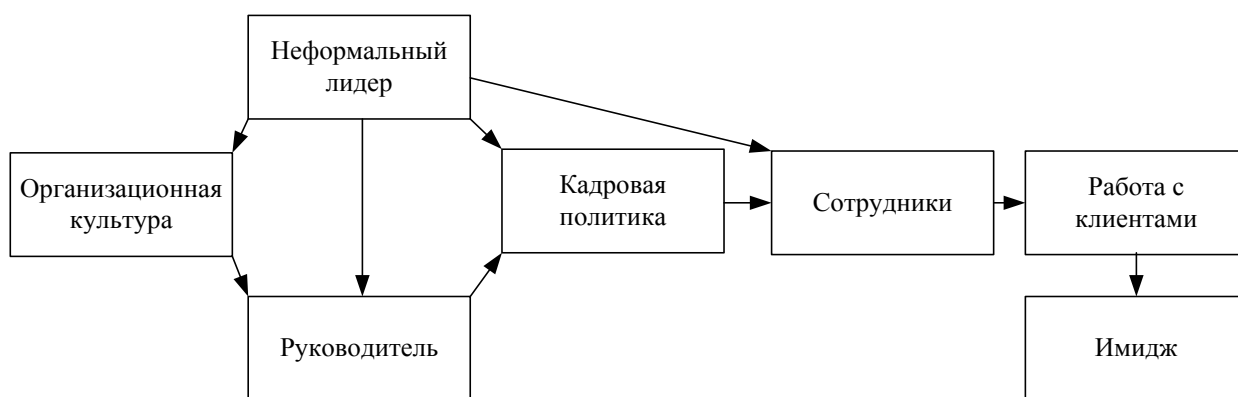 Неформальный
лидер
Организационная
культура
Кадровая
политика
Сотрудники
Работа с
клиентами
Руководитель
Имидж